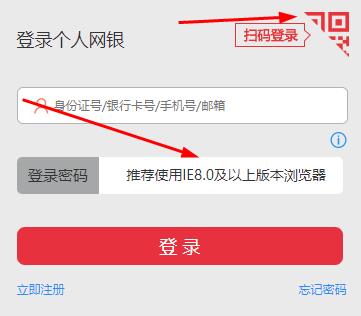 扫码登录
登录个人网银
身份证号/银行卡号/手机号/邮箱
登录密码 推荐使用IE8.0及以上版本浏览器
登 录
立即注册 忘记密码